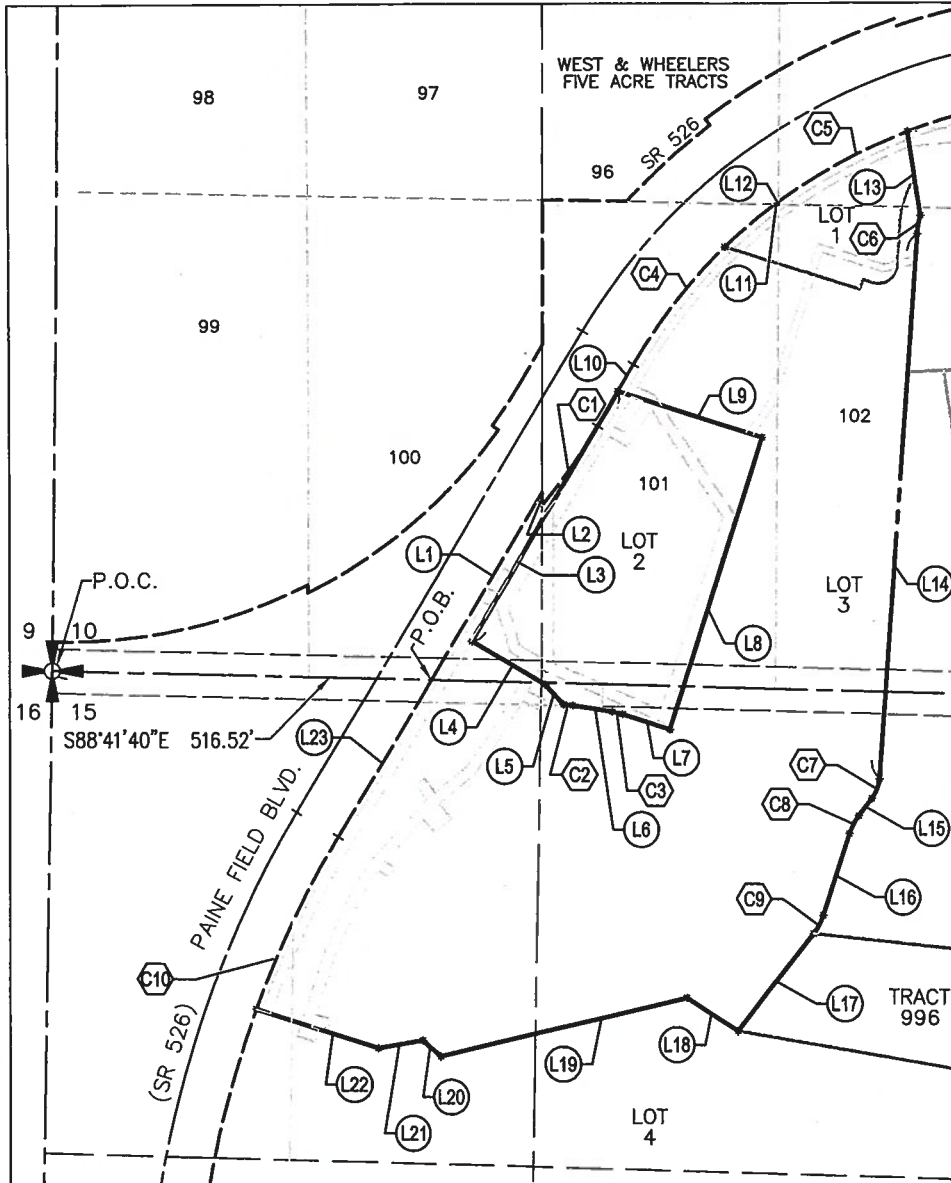 WEST & WHEELERS
FIVE ACRE TRACTS
98
97
SR 526
C5
96
L12
L13
LOT
1
C6
C4
L11
99
L10
L9
C1
102
100
101
L2
LOT
2
L1
L3
LOT
3
L14
P.O.C.
P.O.B.
L8
9
10
16
15
S88°41'40"E 516.52'
L4
L23
L5
L7
C2
C3
L6
C7
C8
L15
PAINE FIELD BLVD.
L16
C9
C10
TRACT
996
L17
(SR 526)
L18
L19
L22
L20
L21
LOT
4